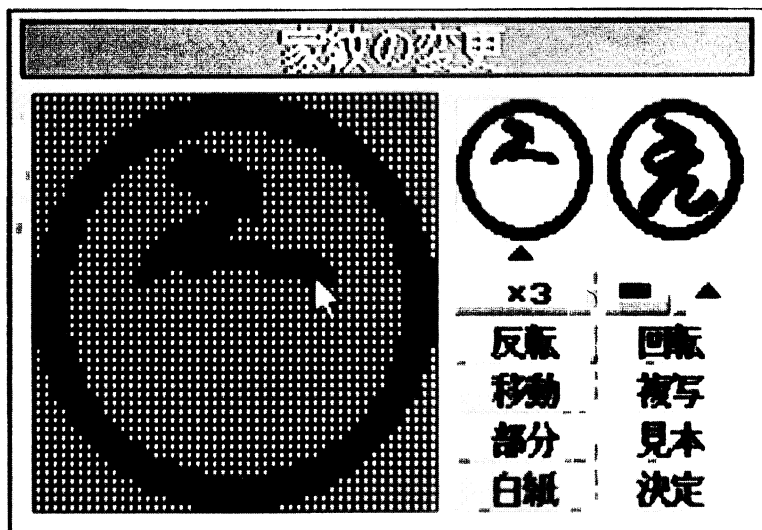 家紋の変更
×3
反転 回転
移動 複写
部分 見本
白紙 決定